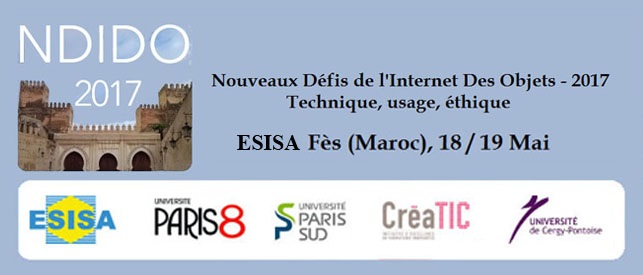 NDIDO
2017
Nouveaux Défis de l'Internet Des Objets - 2017
Technique, usage, éthique
ESISA Fès (Maroc), 18 / 19 Mai
ESISA
UNIVERSITÉ
PARIS8
UNIVERSITÉ
PARIS
SUD
CréaTIC
UNIVERSITÉ
de Cergy-Pontoise